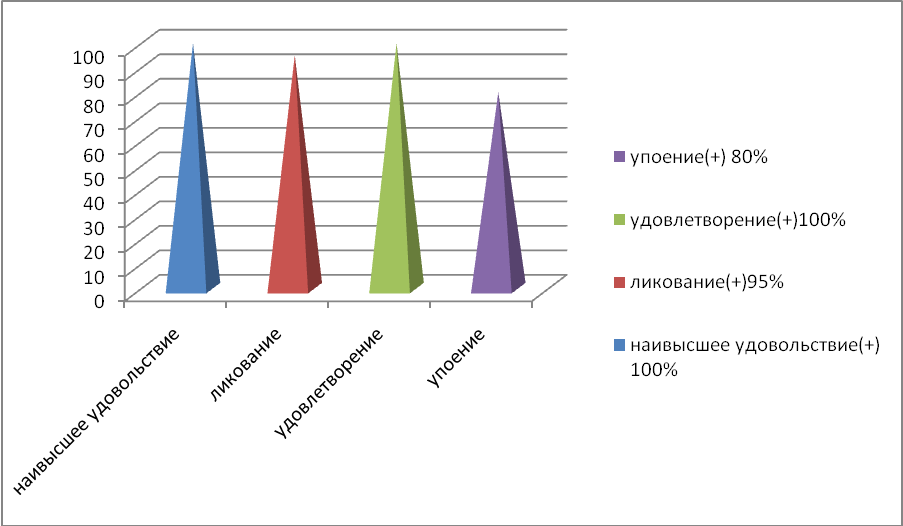 100
90
80
70
60
50
40
30
20
10
0
наивысшее удовольствие
ликование
удовлетворение
упоение
упоение(+) 80%
удовлетворение(+)100%
ликование(+)95%
наивысшее удовольствие(+)
100%